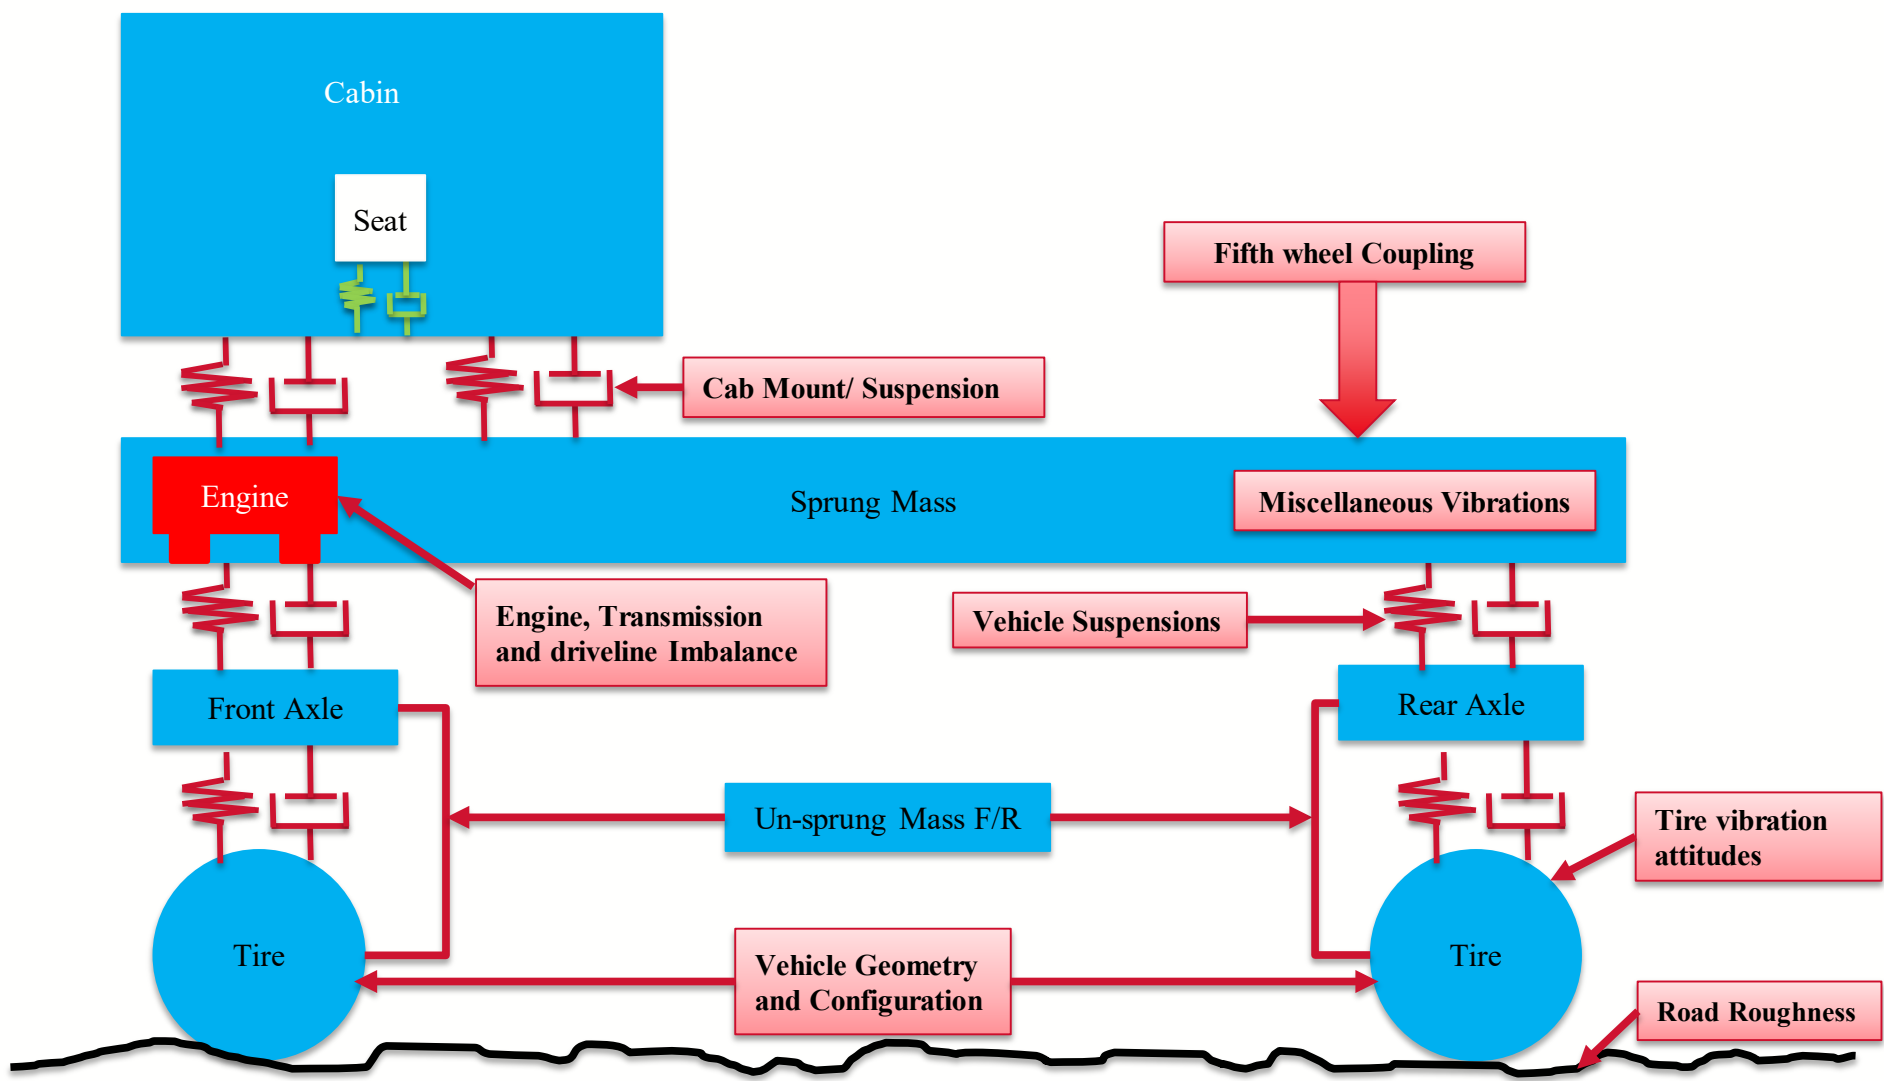 Cabin
Seat
Fifth wheel Coupling
Cab Mount/ Suspension
Engine
Sprung Mass
Miscellaneous Vibrations
Engine, Transmission
and driveline Imbalance
Vehicle Suspensions
Front Axle
Rear Axle
Un-sprung Mass F/R
Tire vibration
attitudes
Tire
Vehicle Geometry
and Configuration
Tire
Road Roughness